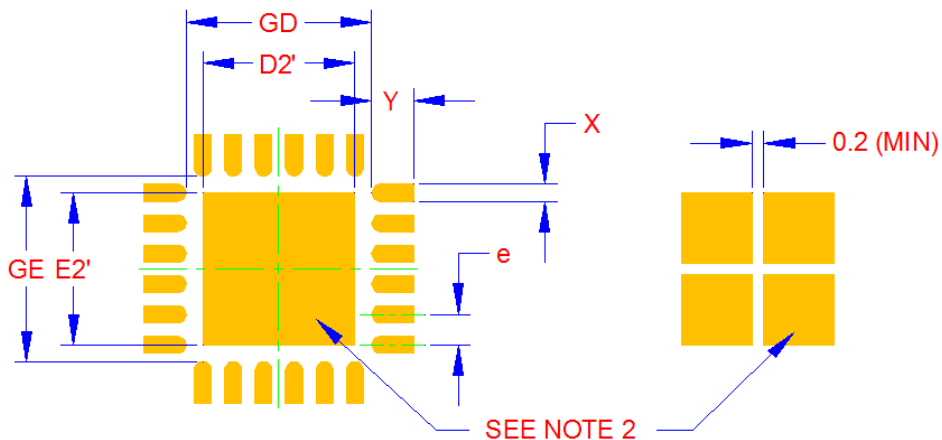 GD
D2'
Y
X
0.2 (MIN)
GE
E2'
e
SEE NOTE 2